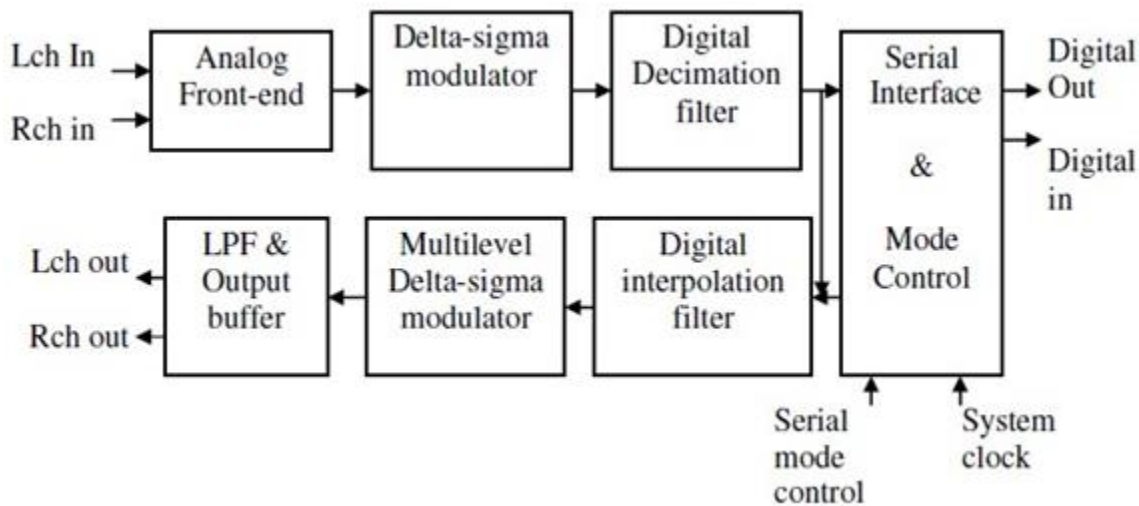 Lch In
Rch in
Analog
Front-end
Delta-sigma
modulator
Digital
Decimation
filter
Serial
Interface
&
Mode
Control
Digital
Out
Digital
in
Lch out
Rch out
LPF &
Output
buffer
Multilevel
Delta-sigma
modulator
Digital
interpolation
filter
Serial
mode
control
System
clock